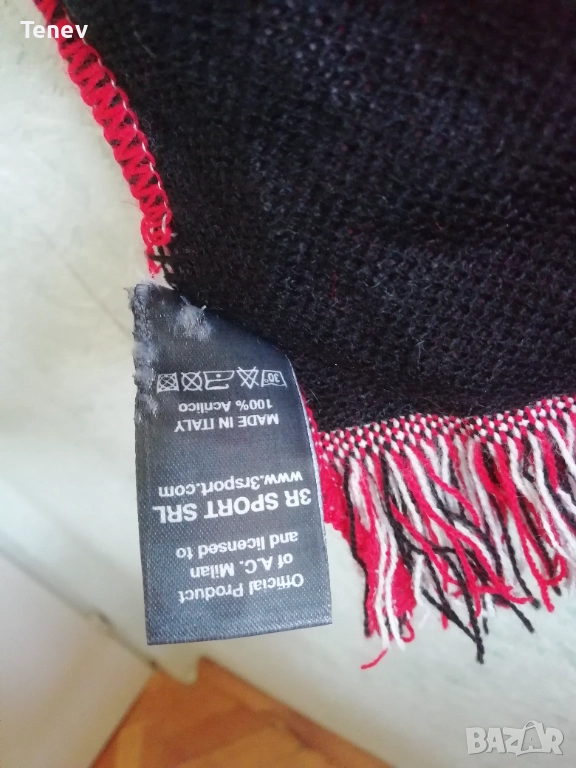 Tenev
Official Product
of A.C. Milan
and licensed to
3R SPORT SRL
www.3rsport.com
MADE IN ITALY
100% Acrilico
30°
BAZAR